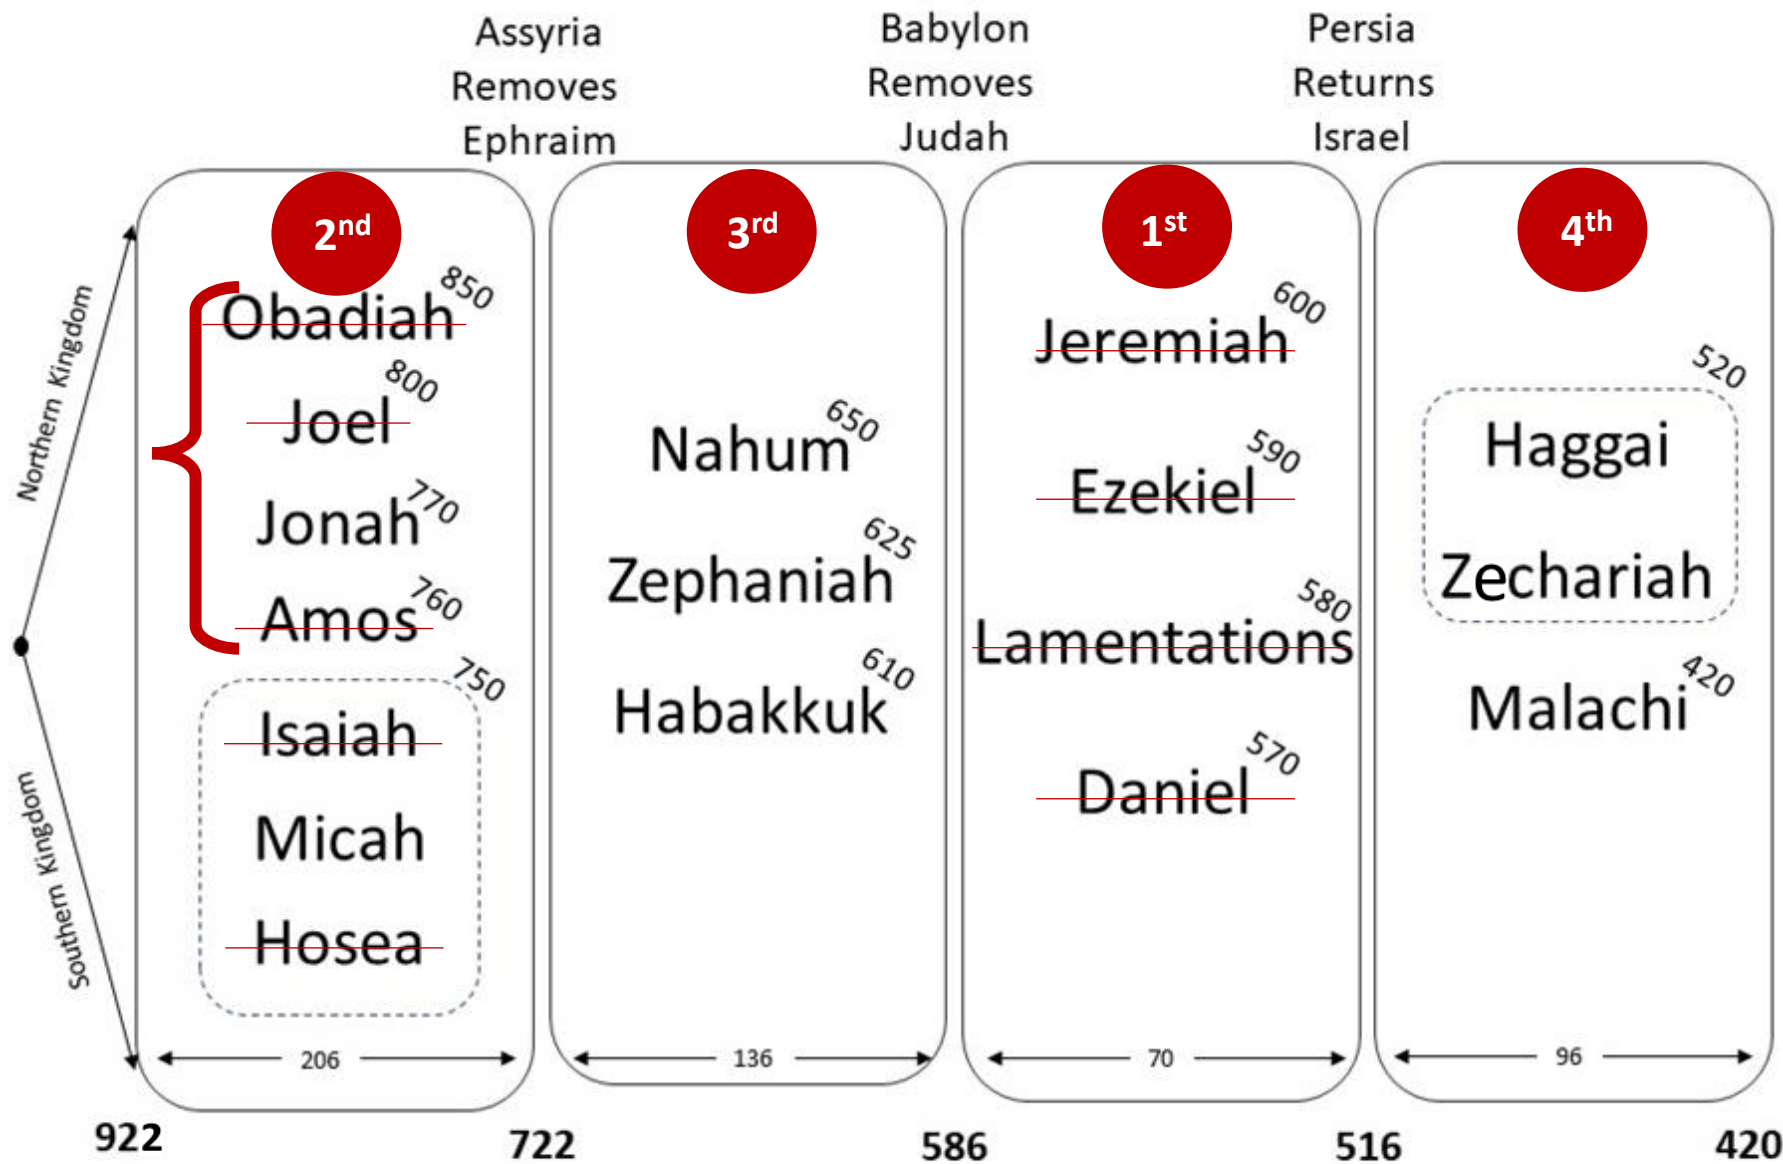 Assyria
Removes
Ephraim
Babylon
Removes
Judah
Persia
Returns
Israel
Northern Kingdom
Southern Kingdom
2nd
Obadiah 850
Joel 800
Jonah 770
Amos 760
750
Isaiah
Micah
Hosea
206
3rd
Nahum 650
Zephaniah 625
Habakkuk 610
136
1st
Jeremiah 600
Ezekiel 590
Lamentations 580
Daniel 570
70
4th
520
Haggai
Zechariah
Malachi 420
96
922
722
586
516
420